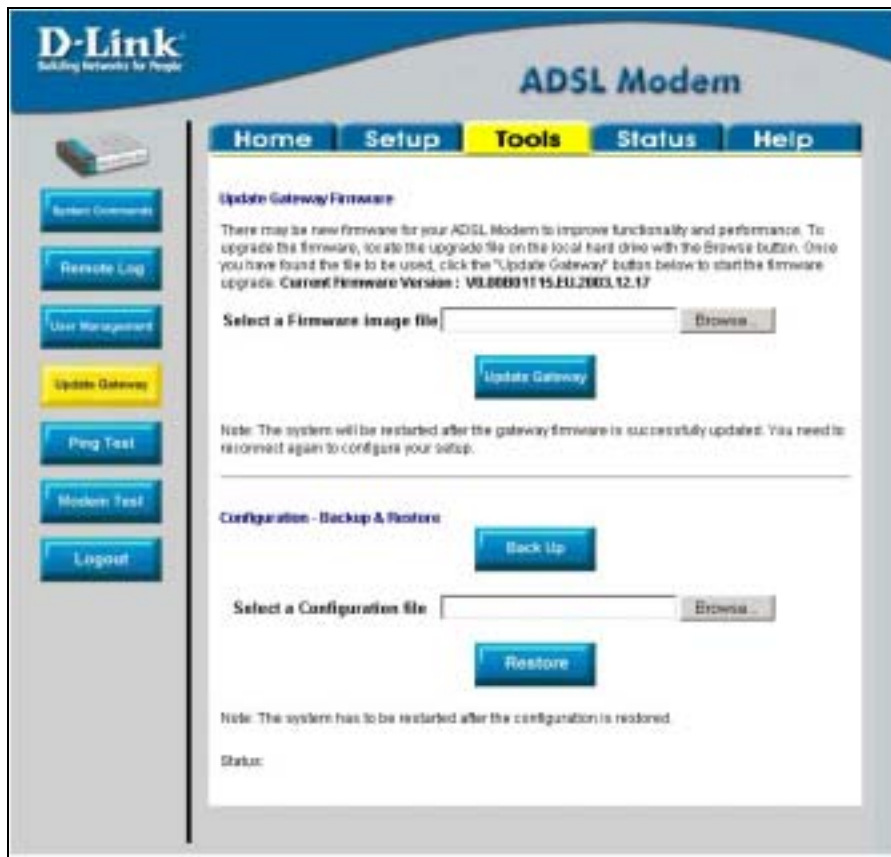 D-Link
Building Networks for People
ADSL Modem
Home Setup Tools Status Help
System Commands
Remote Log
User Management
Update Gateway
Ping Test
Modem Test
Logout
Update Gateway Firmware
There may be new firmware for your ADSL Modem to improve functionality and performance. To
upgrade the firmware, locate the upgrade file on the local hard drive with the Browse button. Once
you have found the file to be used, click the "Update Gateway" button below to start the firmware
upgrade. Current Firmware Version : V0.00B01T15.EU.2003.12.17
Select a Firmware image file Browse...
Update Gateway
Note: The system will be restarted after the gateway firmware is successfully updated. You need to
reconnect again to configure your setup.
Configuration - Backup & Restore
Back Up
Select a Configuration file Browse...
Restore
Note: The system has to be restarted after the configuration is restored.
Status: